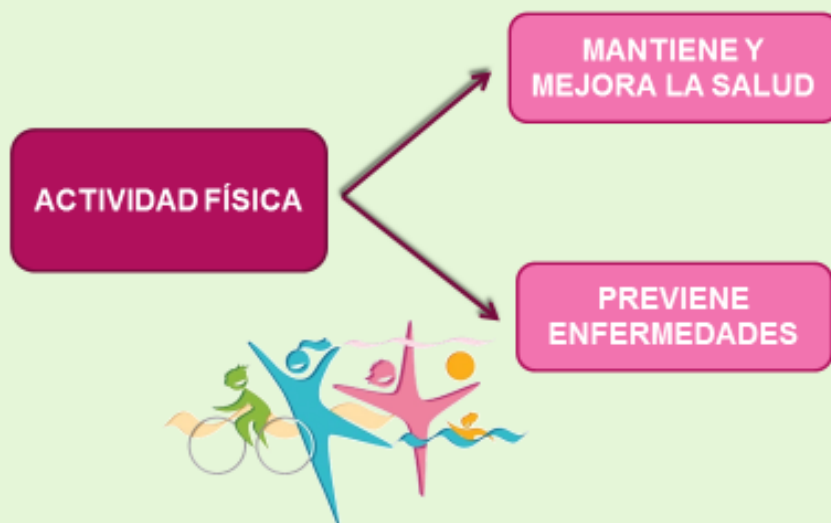 MANTIENE Y
MEJORA LA SALUD
ACTIVIDAD FÍSICA
PREVIENE
ENFERMEDADES